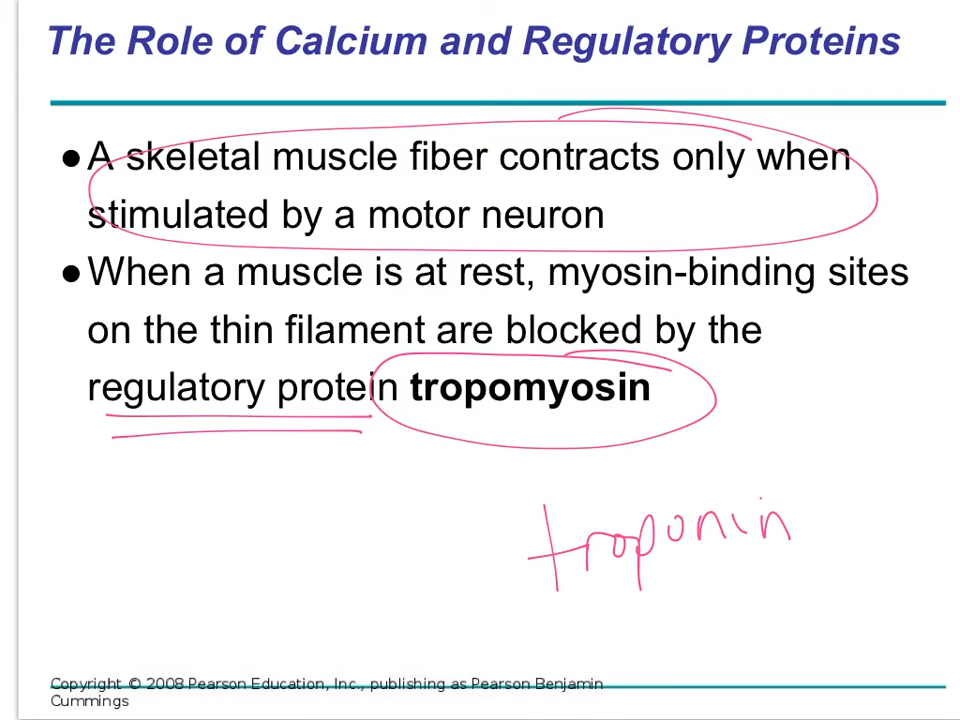 The Role of Calcium and Regulatory Proteins
●A skeletal muscle fiber contracts only when
stimulated by a motor neuron
●When a muscle is at rest, myosin-binding sites
on the thin filament are blocked by the
regulatory protein tropomyosin
troponin
Copyright © 2008 Pearson Education, Inc., publishing as Pearson Benjamin
Cummings